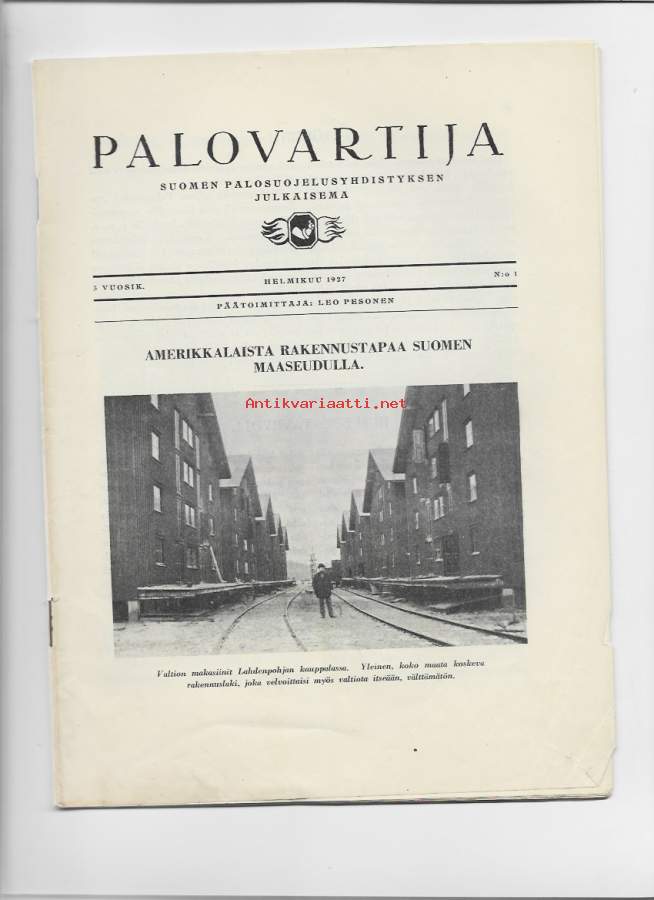 PALOVARTIJA
SUOMEN PALOSUOJELUSYHDISTYKSEN
JULKAISEMA
5 VUOSIK.
HELMIKUU 1927
N:o 1
PÄÄTOIMITTAJA: LEO PESONEN
AMERIKKALAISTA RAKENNUSTAPAA SUOMEN
MAASEUDULLA.
Antikvariaatti.net
Valtion makasiinit Lahdenpohjan kauppalassa. Yleinen, koko maata koskeva
rakennuslaki, joka velvoittaisi myös valtiota itseään, välttämätön.